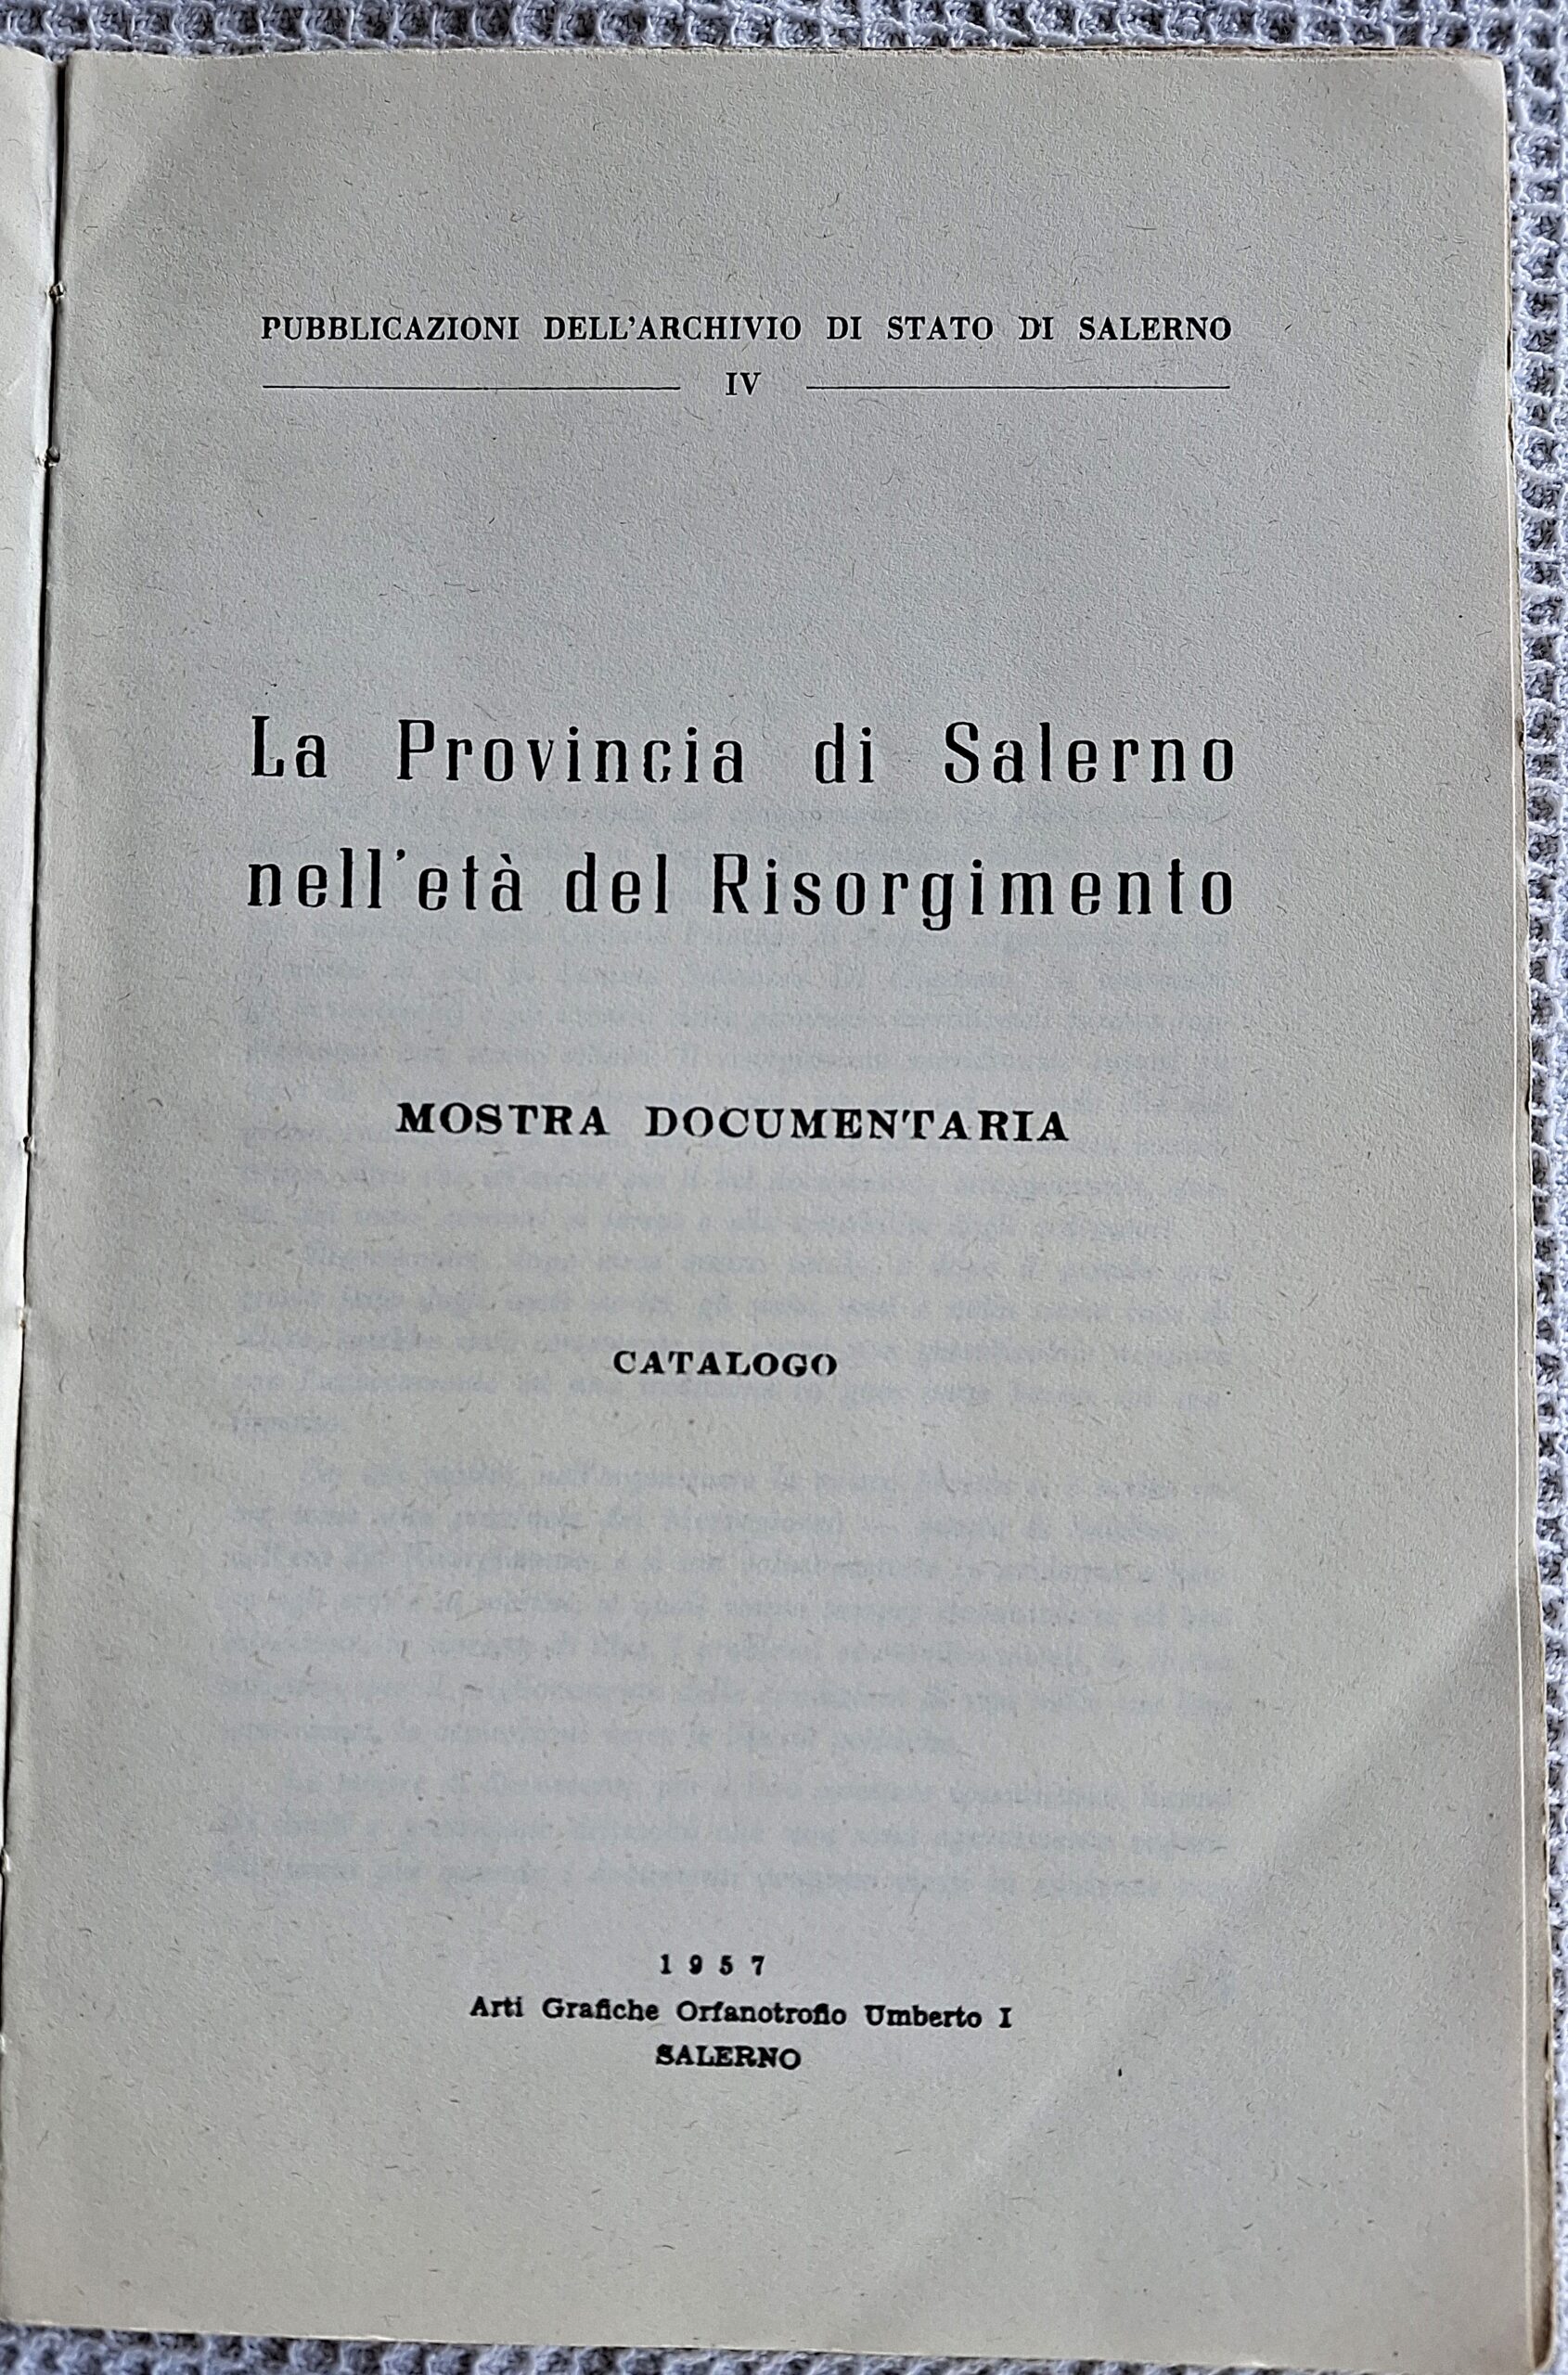 PUBBLICAZIONI DELL'ARCHIVIO DI STATO DI SALERNO
IV
La Provincia di Salerno
nell'età del Risorgimento
MOSTRA DOCUMENTARIA
CATALOGO
1957
Arti Grafiche Orfanotrofio Umberto I
SALERNO